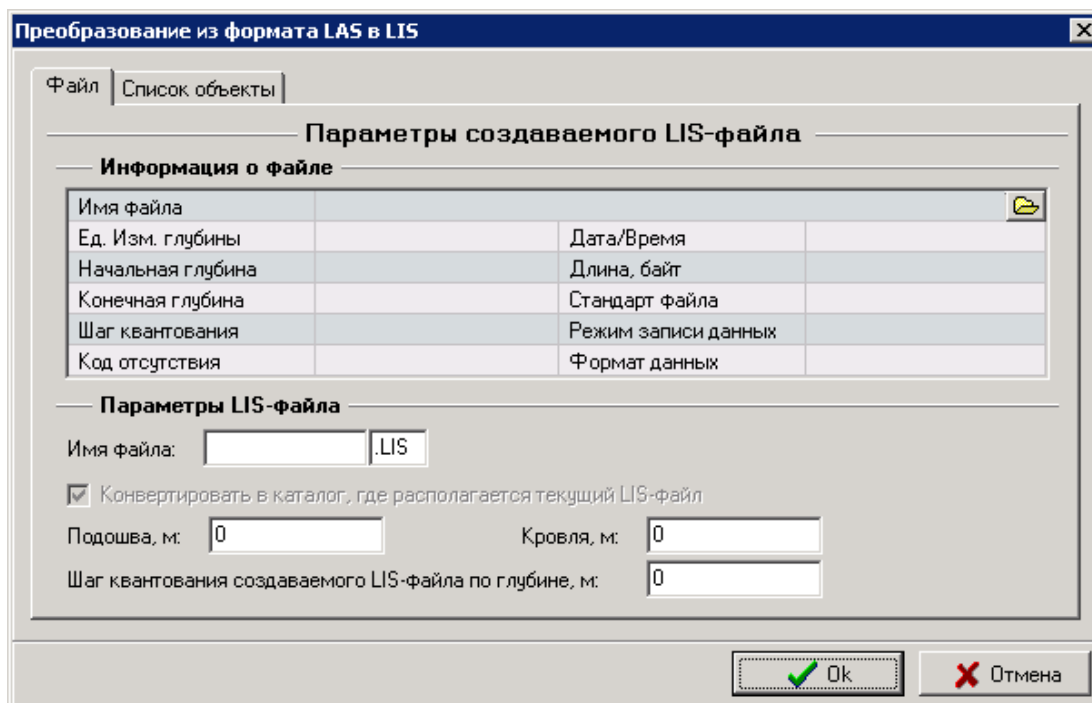 Преобразование из формата LAS в LIS
Файл Список объекты
Параметры создаваемого LIS-файла
Информация о файле
Имя файла
Ед. Изм. глубины Дата/Время
Начальная глубина Длина, байт
Конечная глубина Стандарт файла
Шаг квантования Режим записи данных
Код отсутствия Формат данных
Параметры LIS-файла
Имя файла: .LIS
Конвертировать в каталог, где располагается текущий LIS-файл
Подошва, м: 0 Кровля, м: 0
Шаг квантования создаваемого LIS-файла по глубине, м: 0
Ok Отмена